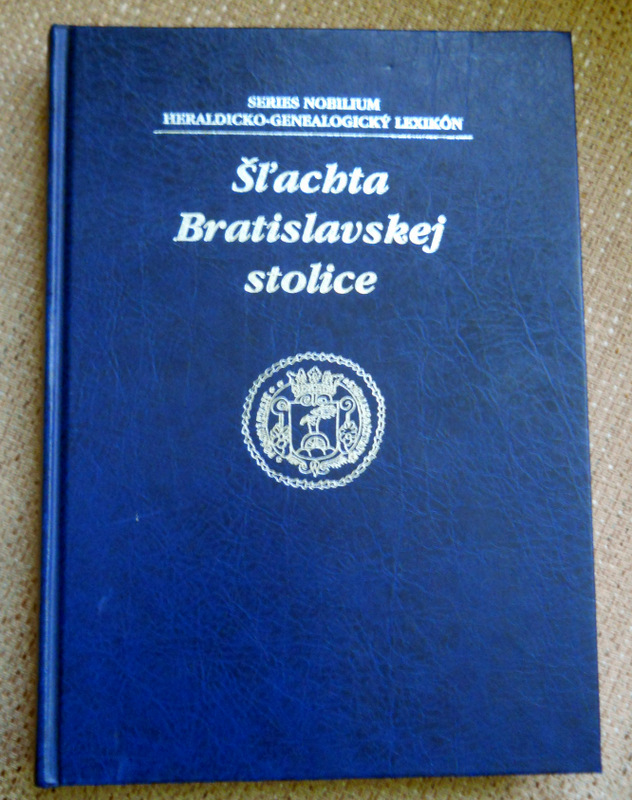 SERIES NOBILIUM
HERALDICKO-GENEALOGICKÝ LEXIKÓN
Šľachta
Bratislavskej
stolice